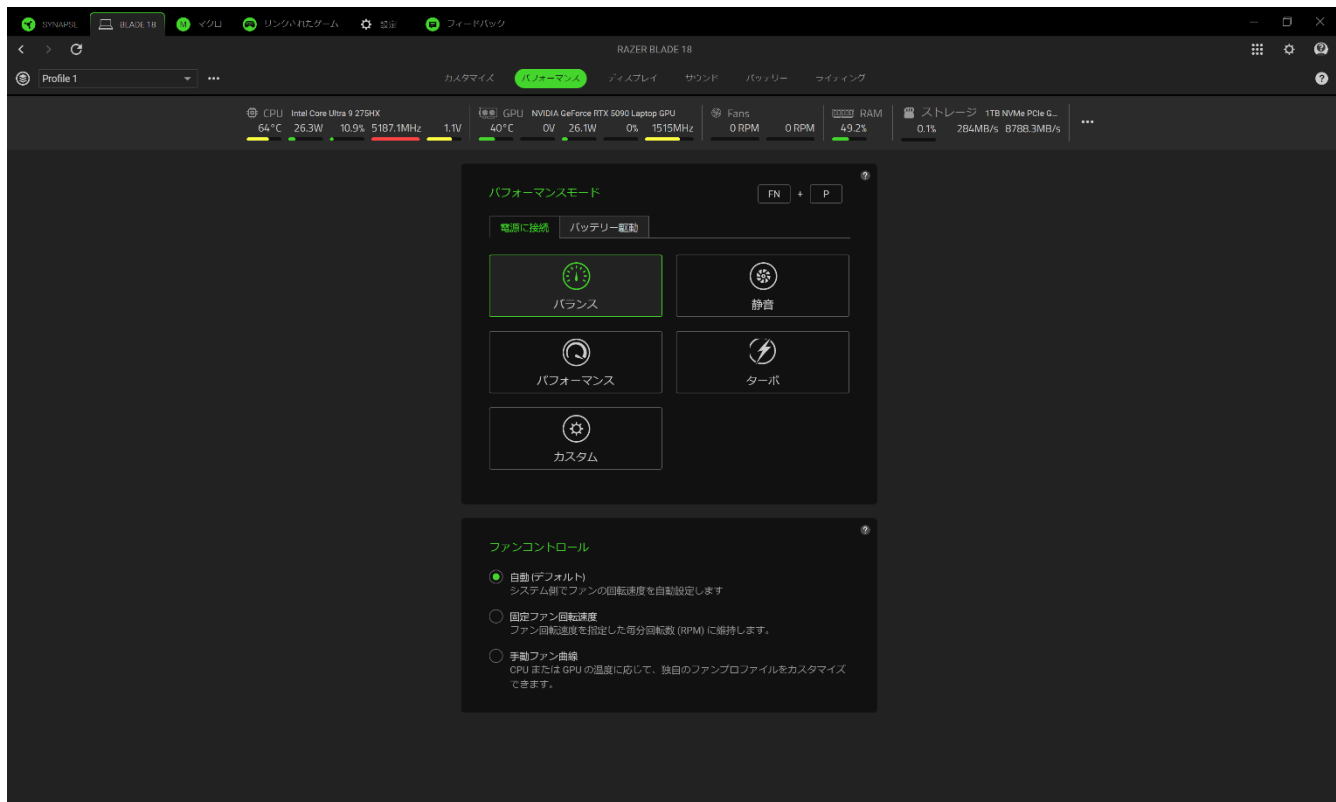 SYNAPSE BLADE 18 M マクロ リンクされたゲーム 設定 フィードバック
RAZER BLADE 18
Profile 1 カスタマイズ パフォーマンス ディスプレイ サウンド バッテリー ライティング
CPU Intel Core Ultra 9 275HX GPU NVIDIA GeForce RTX 5090 Laptop GPU Fans RAM ストレージ 1TB NVMe PCIe G...
64°C 26.3W 10.9% 5187.1MHz 1.1V 40°C 0V 26.1W 0% 1515MHz 0 RPM 0 RPM 49.2% 0.1% 284MB/s 8788.3MB/s
パフォーマンスモード FN + P
電源に接続 バッテリー駆動
バランス 静音
パフォーマンス ターボ
カスタム
ファンコントロール
自動 (デフォルト)
システム側でファンの回転速度を自動設定します
固定ファン回転速度
ファン回転速度を指定した毎分回転数 (RPM) に維持します。
手動ファン曲線
CPU または GPU の温度に応じて、独自のファンプロファイルをカスタマイズ
できます。